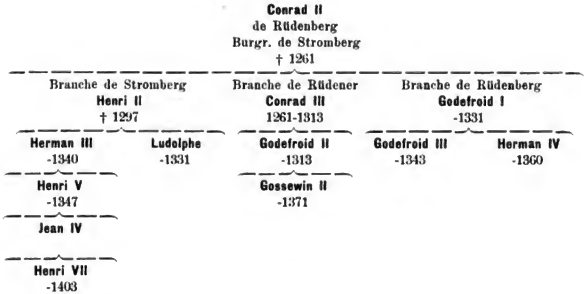 Conrad II
de Rüdenberg
Burgr. de Stromberg
† 1261
Branche de Stromberg Branche de Rüdener Branche de Rüdenberg
Henri II Conrad III Godefroid I
† 1297 1261-1313 -1331
Herman III Ludolphe Godefroid II Godefroid III Herman IV
-1340 -1331 -1313 -1343 -1360
Henri V Gossewin II
-1347 -1371
Jean IV
Henri VII
-1403